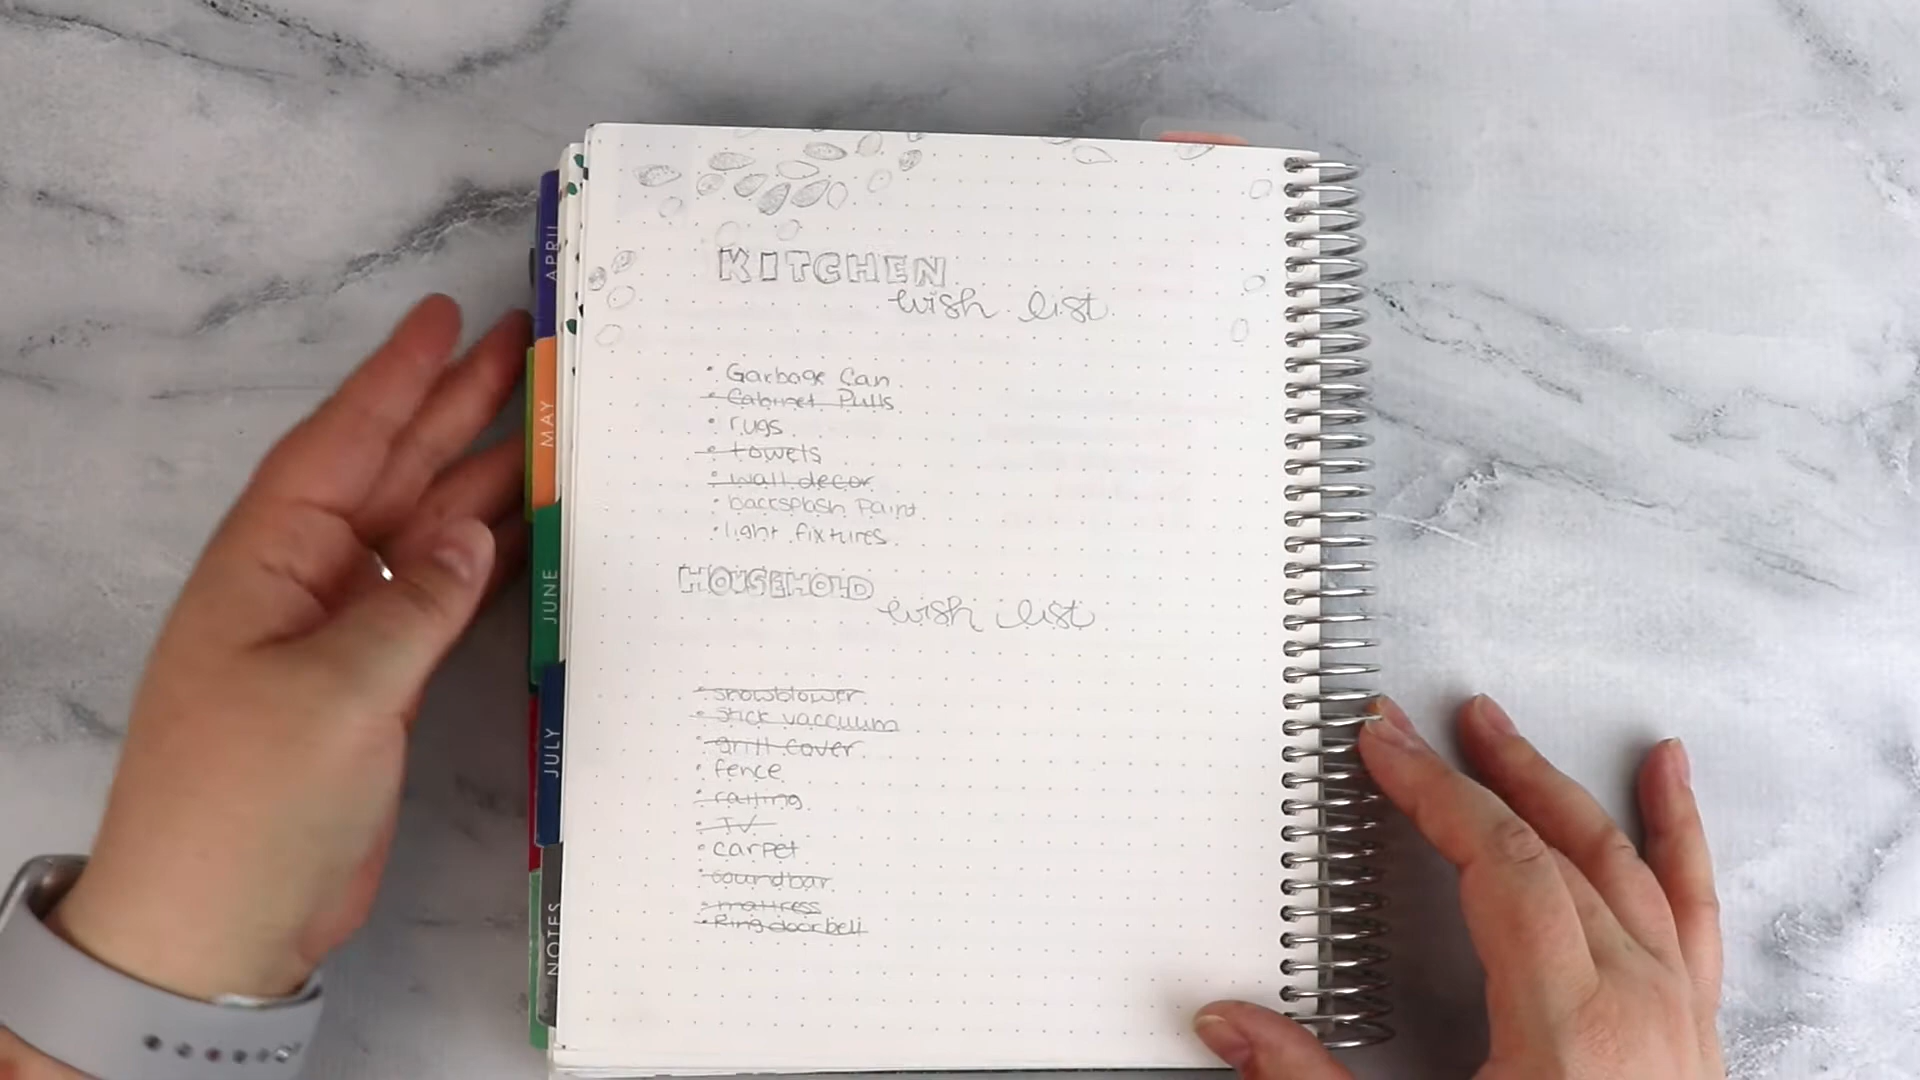 KITCHEN
wish list
• Garbage Can
• Cabinet Pulls
• rugs
• towels
• wall decor
• backsplash Paint
• light fixtures
HOUSEHOLD
wish list
• snowblower
• stick vaccuum
• grill cover
• fence
• railing
• TV
• carpet
• soundbar
• mattress
• Ring doorbell
APRIL
MAY
JUNE
JULY
NOTES